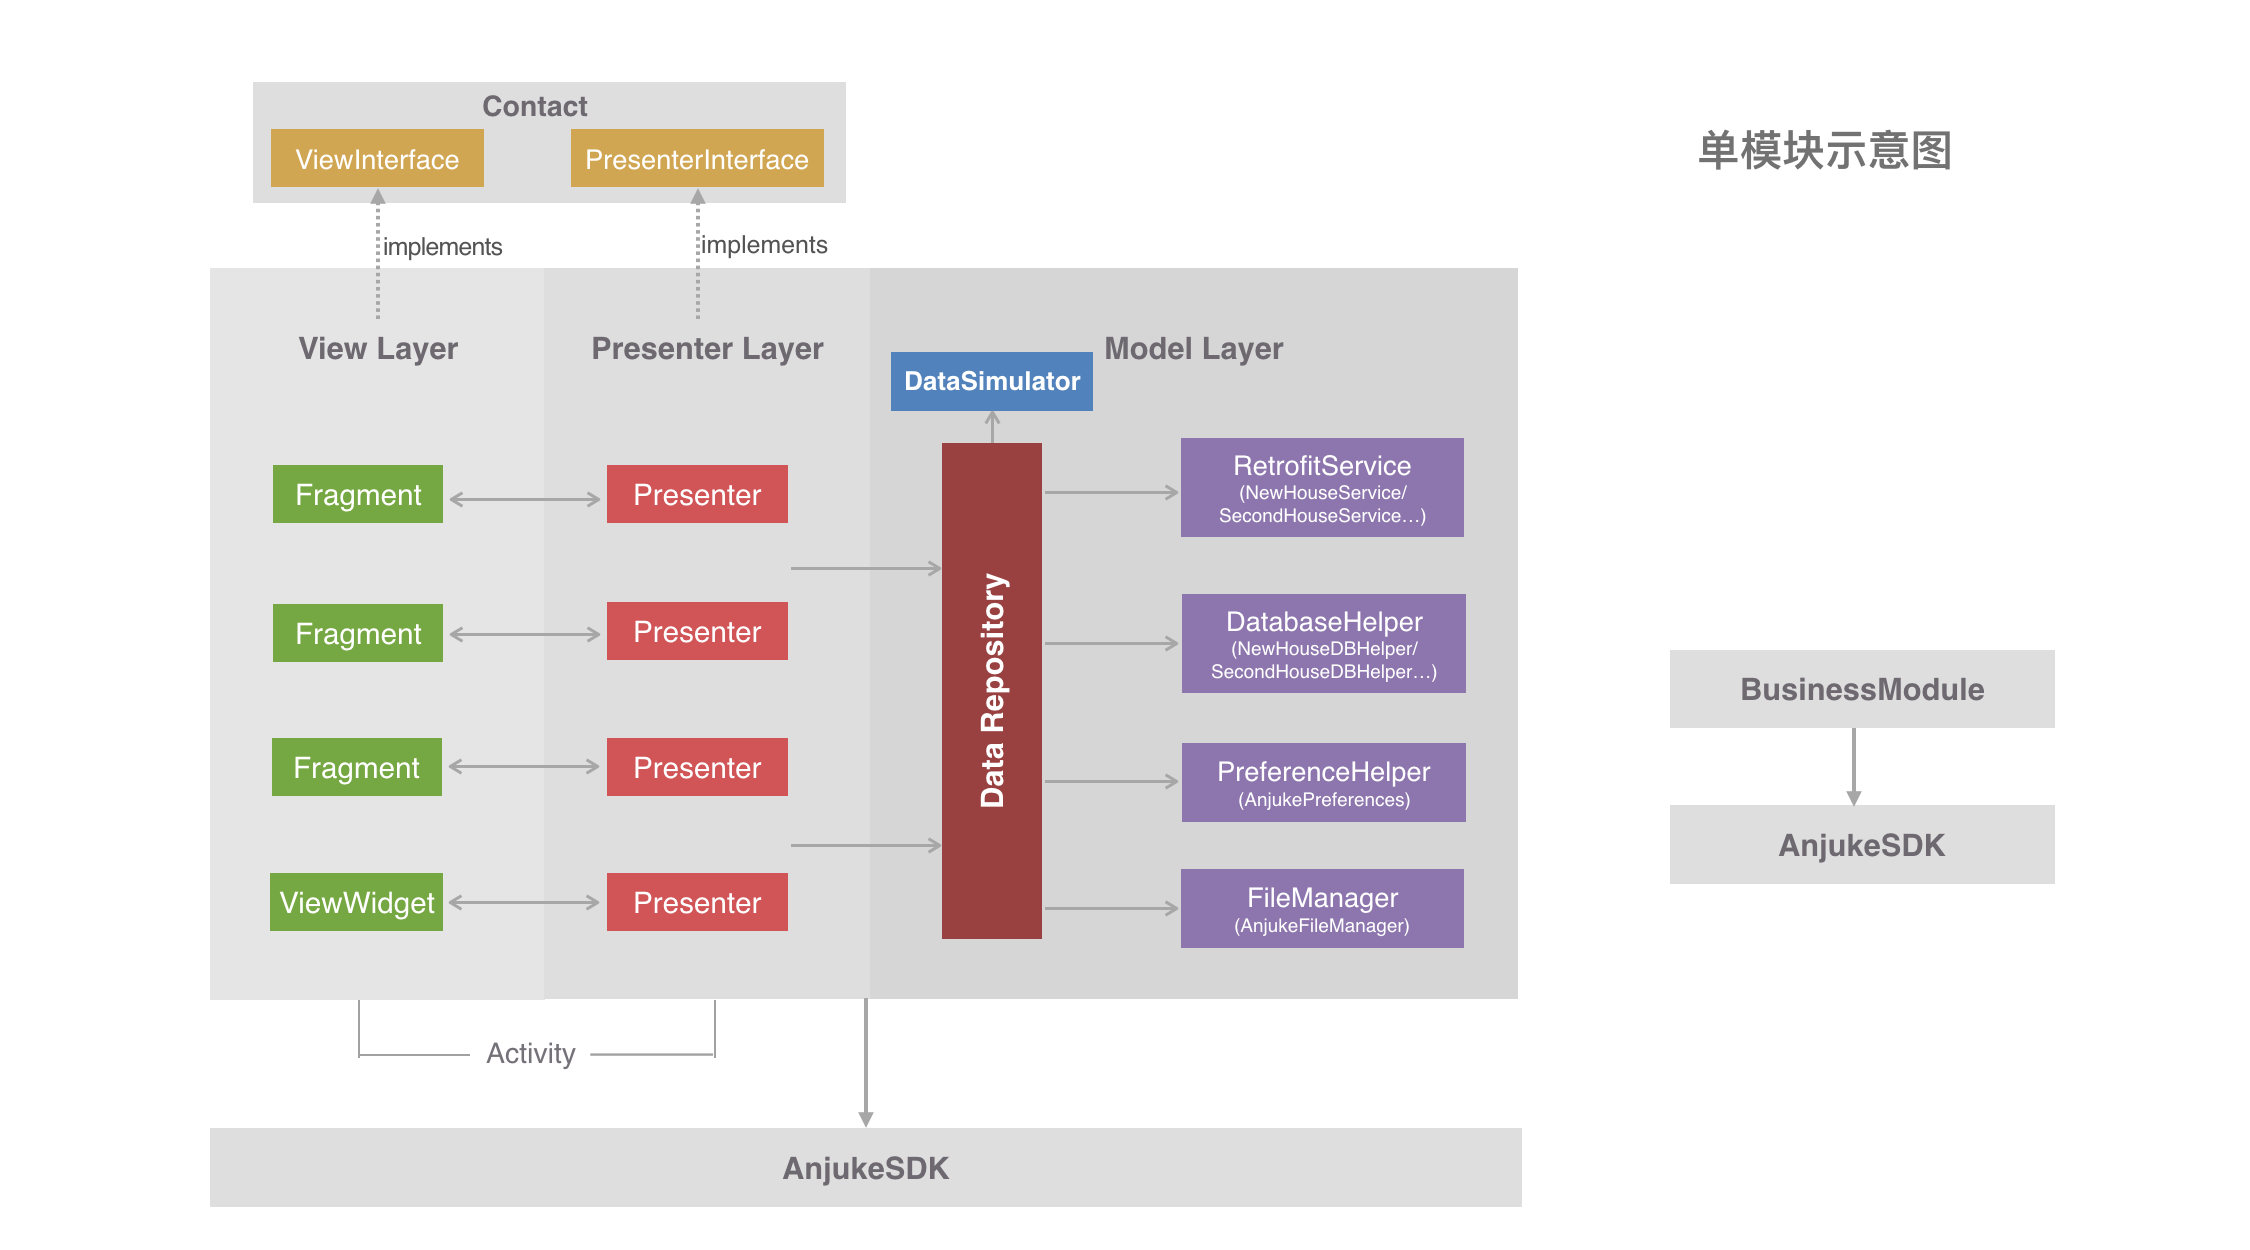 Contact
ViewInterface
PresenterInterface
单模块示意图
implements
implements
View Layer
Presenter Layer
Model Layer
DataSimulator
Fragment
Presenter
Fragment
Presenter
Fragment
Presenter
ViewWidget
Presenter
Data Repository
RetrofitService
(NewHouseService/
SecondHouseService...)
DatabaseHelper
(NewHouseDBHelper/
SecondHouseDBHelper...)
PreferenceHelper
(AnjukePreferences)
FileManager
(AnjukeFileManager)
BusinessModule
AnjukeSDK
Activity
AnjukeSDK